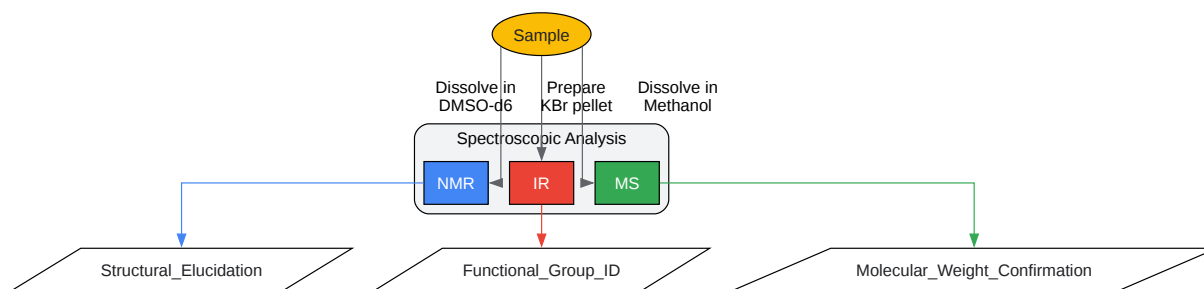 Sample
Dissolve in
DMSO-d6
Prepare
KBr pellet
Dissolve in
Methanol
Spectroscopic Analysis
NMR
IR
MS
Structural_Elucidation
Functional_Group_ID
Molecular_Weight_Confirmation